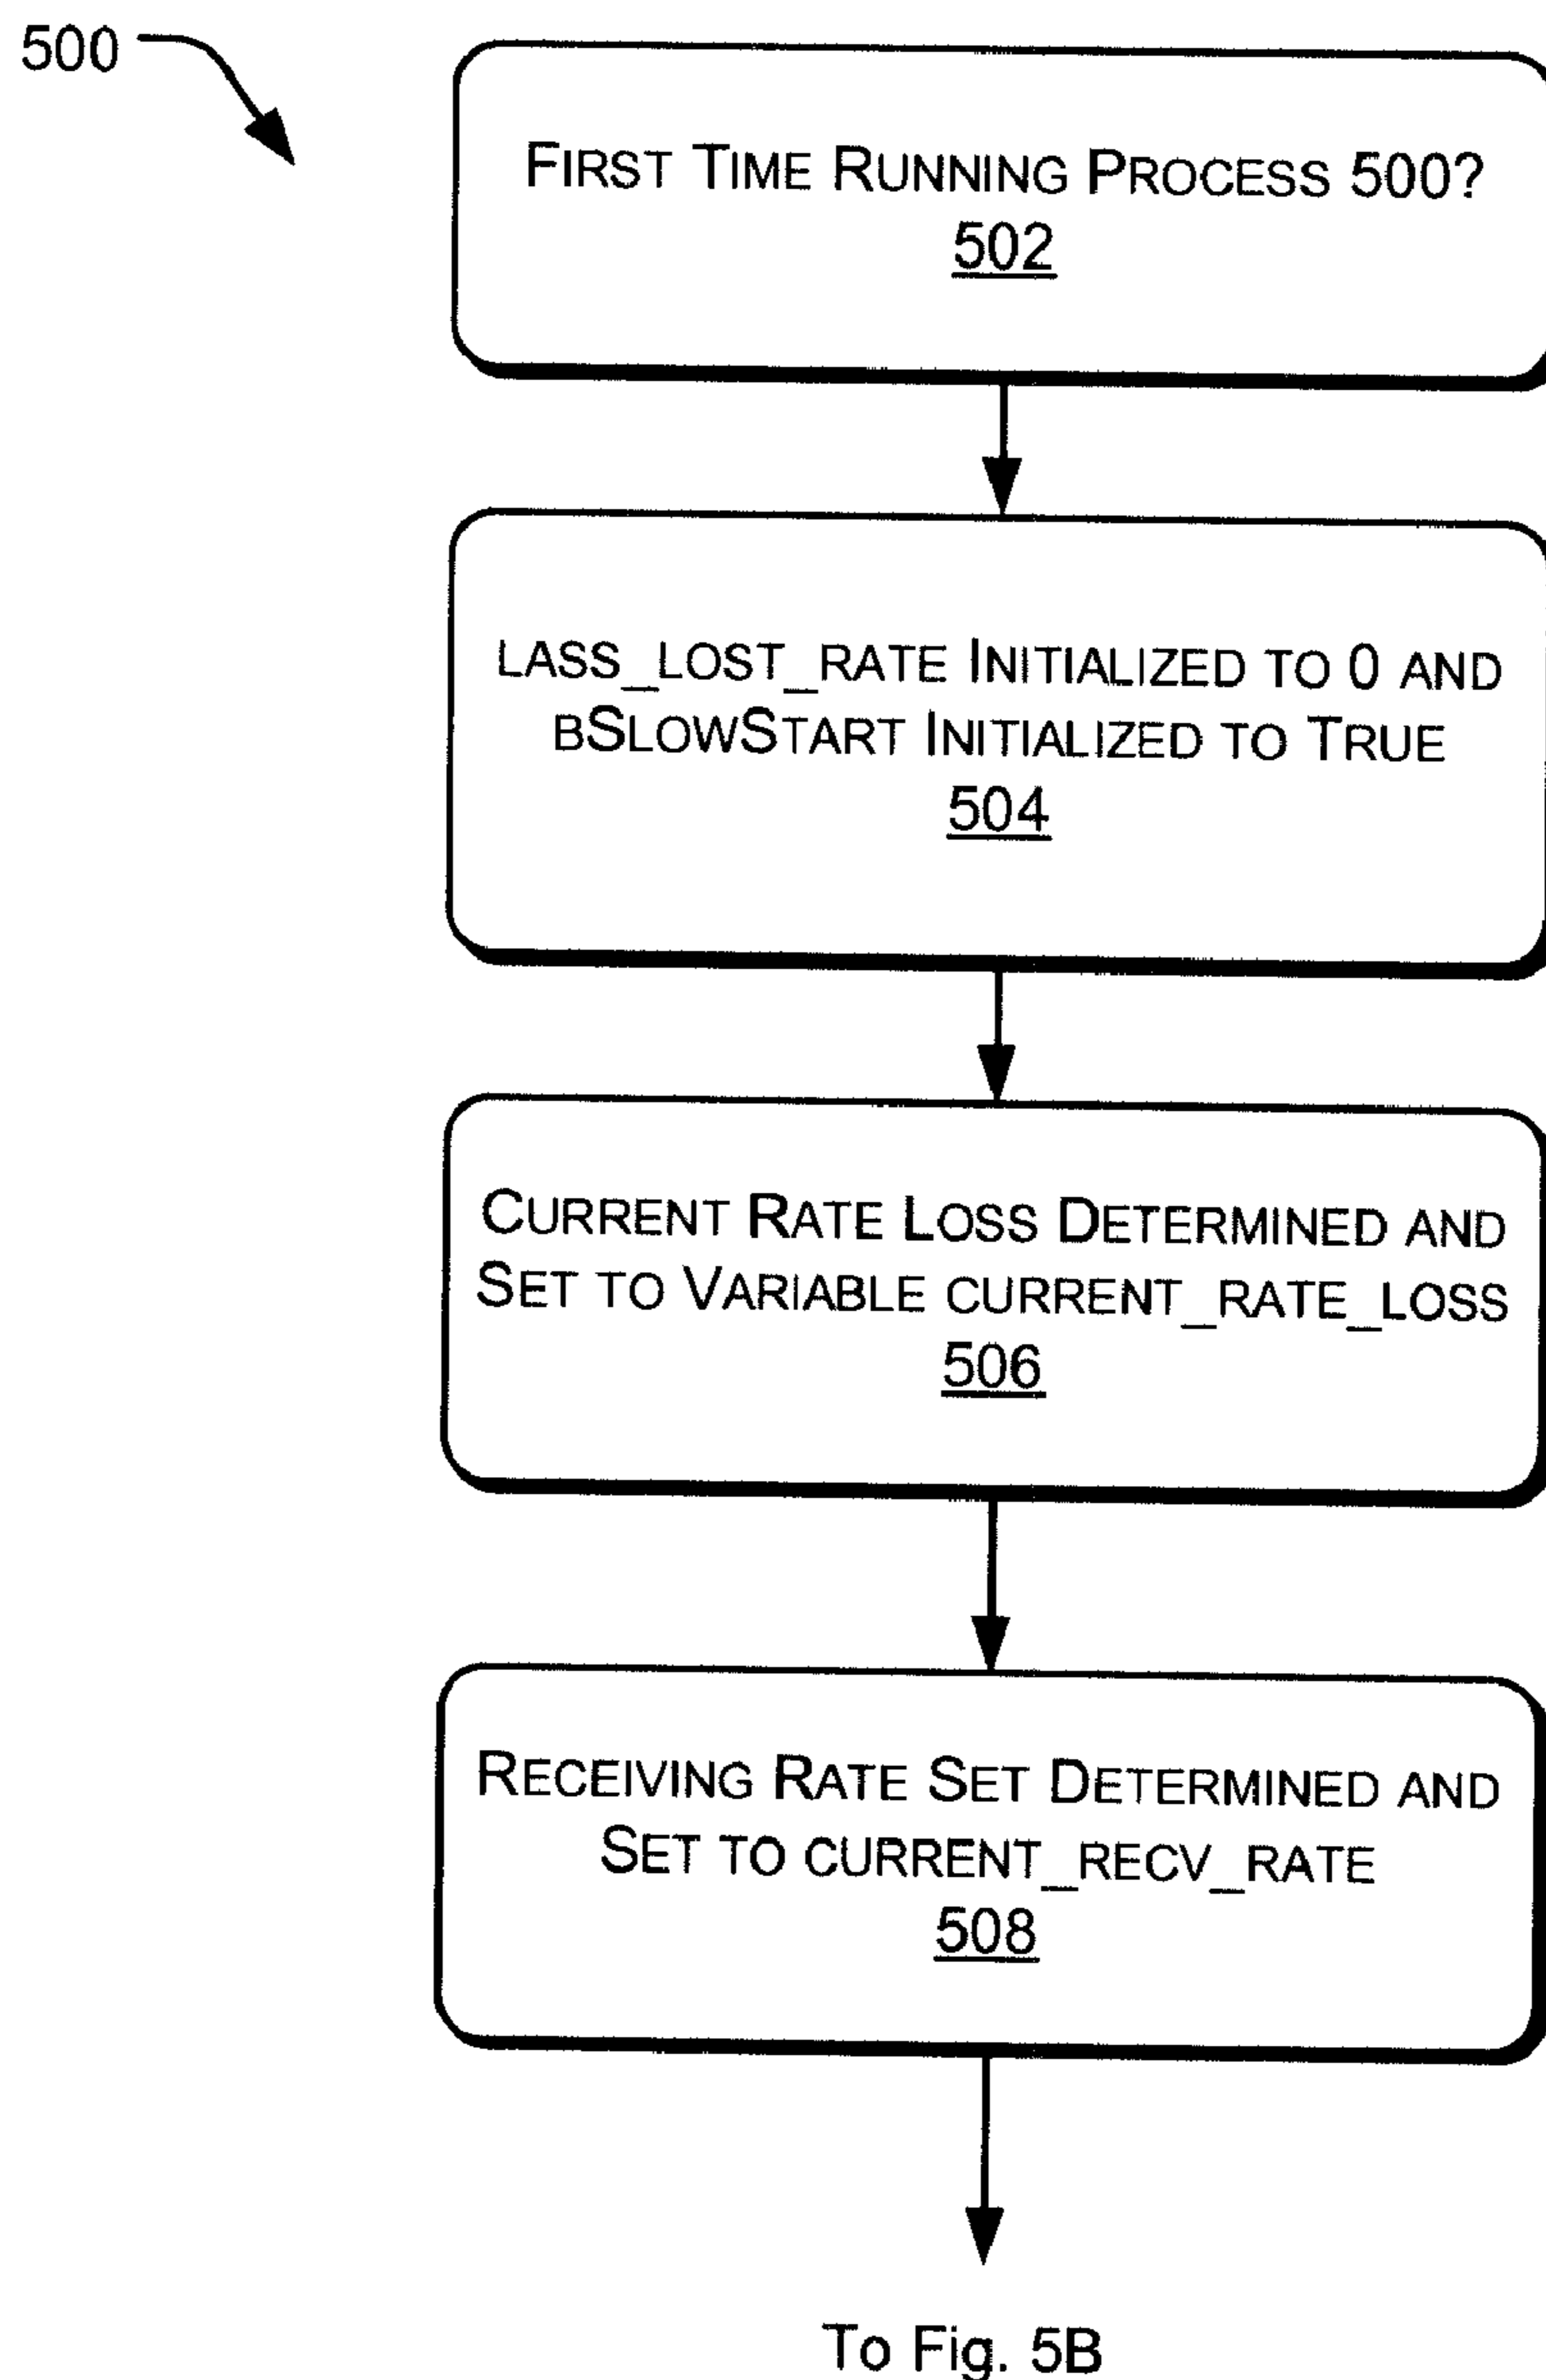 500
First Time Running Process 500?
502
lass_lost_rate Initialized to 0 and
bSlowStart Initialized to True
504
Current Rate Loss Determined and
Set to Variable current_rate_loss
506
Receiving Rate Set Determined and
Set to current_recv_rate
508
To Fig. 5B